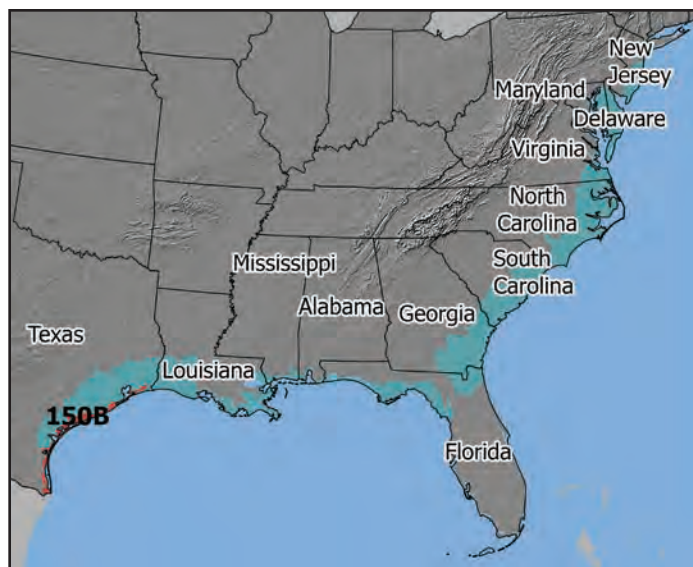 New
Jersey
Maryland
Delaware
Virginia
North
Carolina
Mississippi
South
Carolina
Alabama
Georgia
Texas
Louisiana
150B
Florida